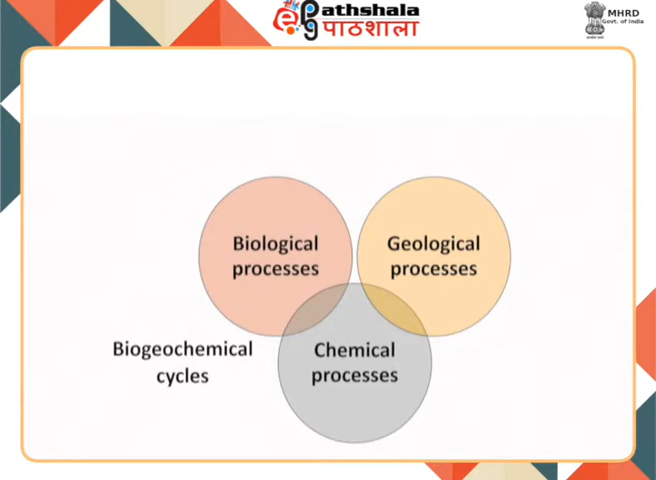 ePathshala
पाठशाला
MHRD
Govt. of India
Biological
processes
Geological
processes
Biogeochemical
cycles
Chemical
processes